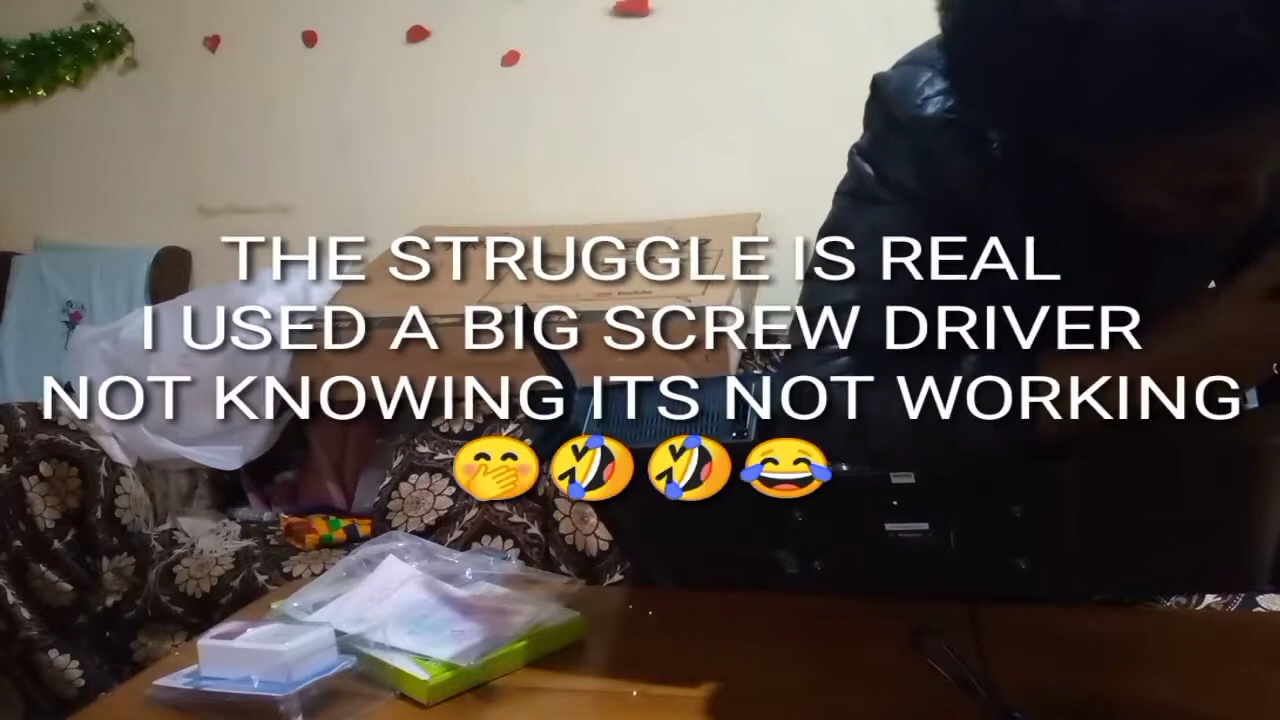 THE STRUGGLE IS REAL
I USED A BIG SCREW DRIVER
NOT KNOWING ITS NOT WORKING
🤭🤣🤣😂